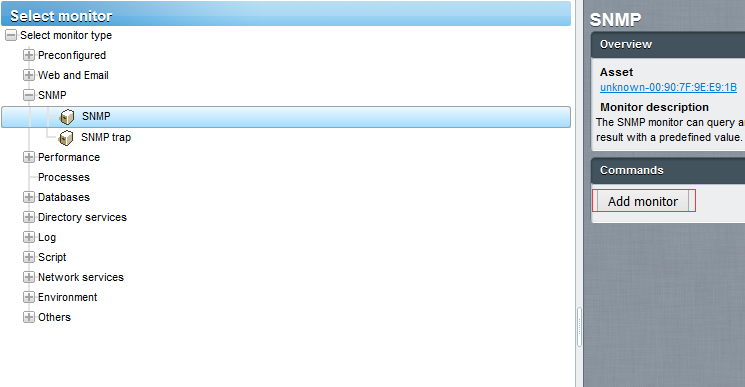 Select monitor
Select monitor type
Preconfigured
Web and Email
SNMP
SNMP
SNMP trap
Performance
Processes
Databases
Directory services
Log
Script
Network services
Environment
Others
SNMP
Overview
Asset
unknown-00:90:7F:9E:E9:1B
Monitor description
The SNMP monitor can query a
result with a predefined value.
Commands
Add monitor